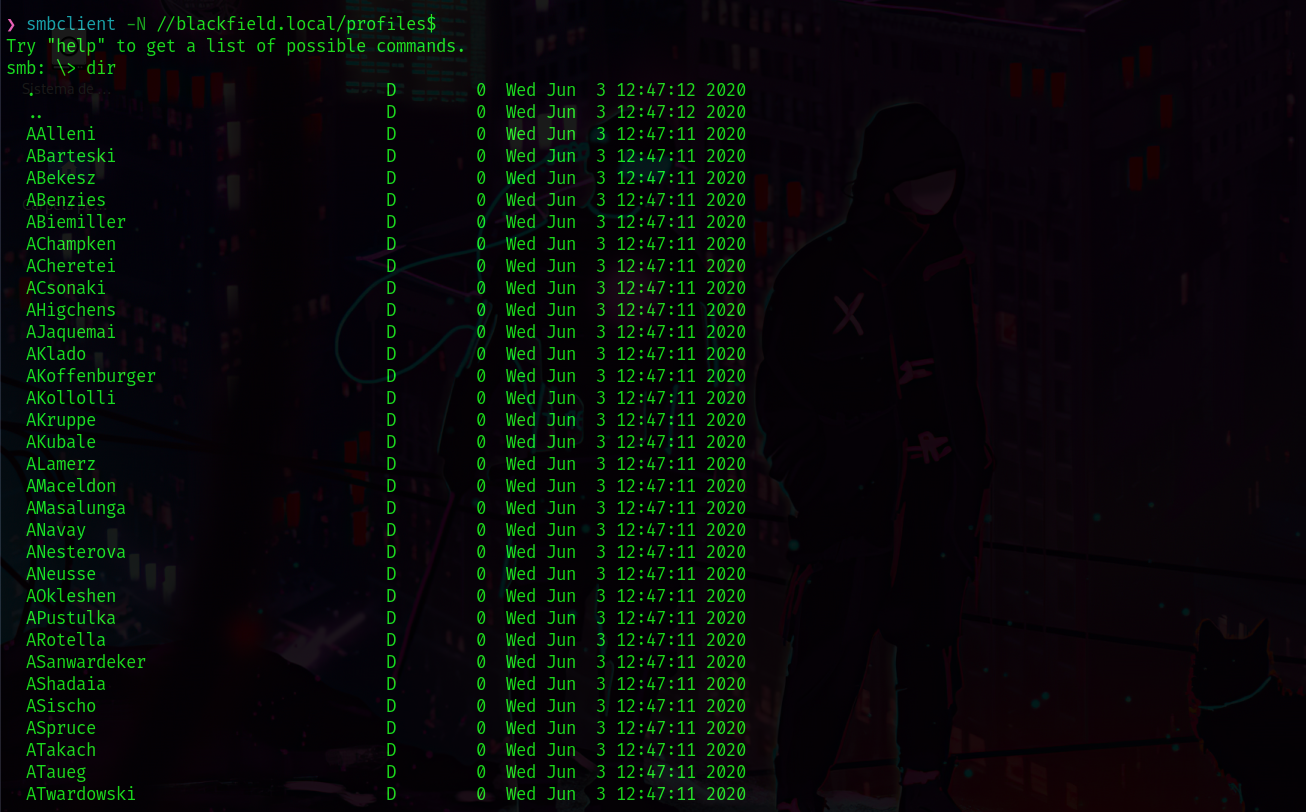 ❯ smbclient -N //blackfield.local/profiles$
Try "help" to get a list of possible commands.
smb: \> dir
. D 0 Wed Jun 3 12:47:12 2020
Sistema de ...
.. D 0 Wed Jun 3 12:47:12 2020
AAlleni D 0 Wed Jun 3 12:47:11 2020
ABarteski D 0 Wed Jun 3 12:47:11 2020
ABekesz D 0 Wed Jun 3 12:47:11 2020
ABenzies D 0 Wed Jun 3 12:47:11 2020
ABiemiller D 0 Wed Jun 3 12:47:11 2020
AChampken D 0 Wed Jun 3 12:47:11 2020
ACheretei D 0 Wed Jun 3 12:47:11 2020
ACsonaki D 0 Wed Jun 3 12:47:11 2020
AHigchens D 0 Wed Jun 3 12:47:11 2020
AJaquemai D 0 Wed Jun 3 12:47:11 2020
AKlado D 0 Wed Jun 3 12:47:11 2020
AKoffenburger D 0 Wed Jun 3 12:47:11 2020
AKollolli D 0 Wed Jun 3 12:47:11 2020
AKruppe D 0 Wed Jun 3 12:47:11 2020
AKubale D 0 Wed Jun 3 12:47:11 2020
ALamerz D 0 Wed Jun 3 12:47:11 2020
AMaceldon D 0 Wed Jun 3 12:47:11 2020
AMasalunga D 0 Wed Jun 3 12:47:11 2020
ANavay D 0 Wed Jun 3 12:47:11 2020
ANesterova D 0 Wed Jun 3 12:47:11 2020
ANeusse D 0 Wed Jun 3 12:47:11 2020
AOkleshen D 0 Wed Jun 3 12:47:11 2020
APustulka D 0 Wed Jun 3 12:47:11 2020
ARotella D 0 Wed Jun 3 12:47:11 2020
ASanwardeker D 0 Wed Jun 3 12:47:11 2020
AShadaia D 0 Wed Jun 3 12:47:11 2020
ASischo D 0 Wed Jun 3 12:47:11 2020
ASpruce D 0 Wed Jun 3 12:47:11 2020
ATakach D 0 Wed Jun 3 12:47:11 2020
ATaueg D 0 Wed Jun 3 12:47:11 2020
ATwardowski D 0 Wed Jun 3 12:47:11 2020